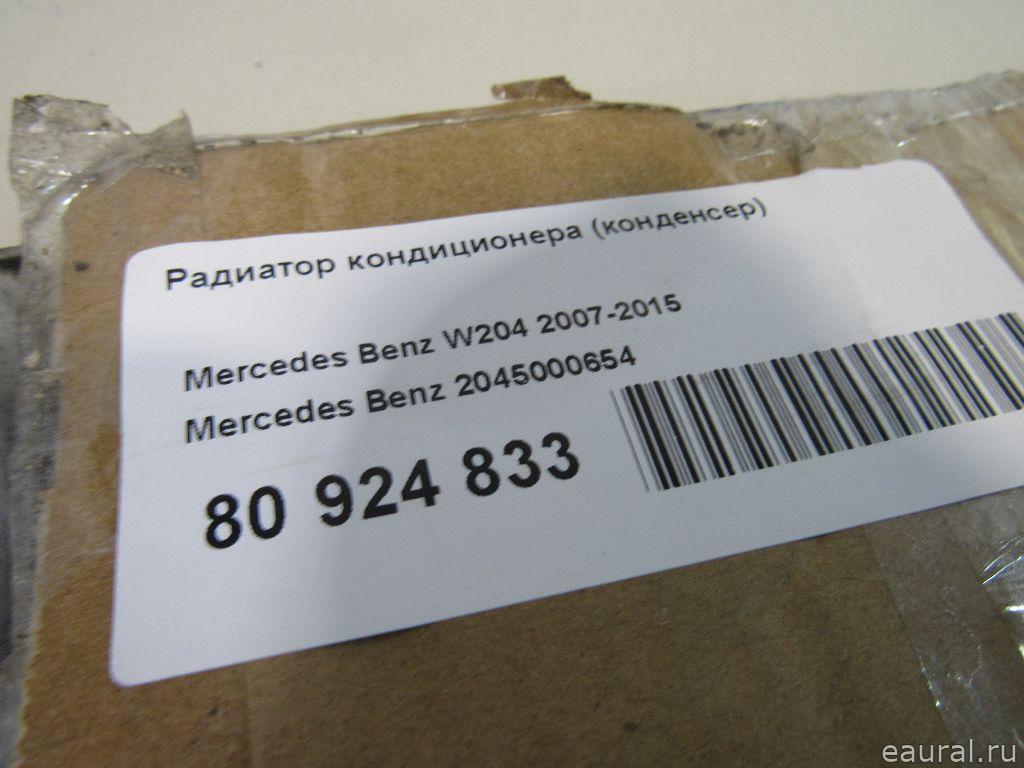 Радиатор кондиционера (конденсер)
Mercedes Benz W204 2007-2015
Mercedes Benz 2045000654
80 924 833
eaural.ru